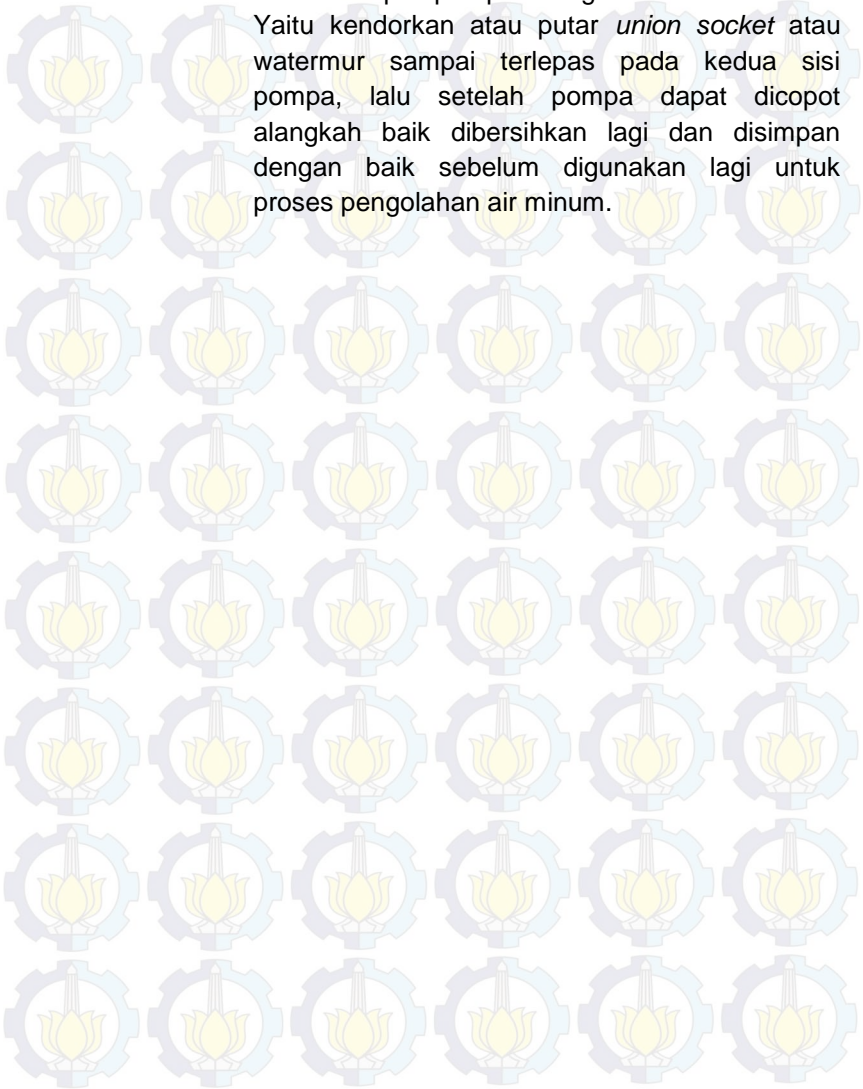 Yaitu kendorkan atau putar union socket atau
watermur sampai terlepas pada kedua sisi
pompa, lalu setelah pompa dapat dicopot
alangkah baik dibersihkan lagi dan disimpan
dengan baik sebelum digunakan lagi untuk
proses pengolahan air minum.